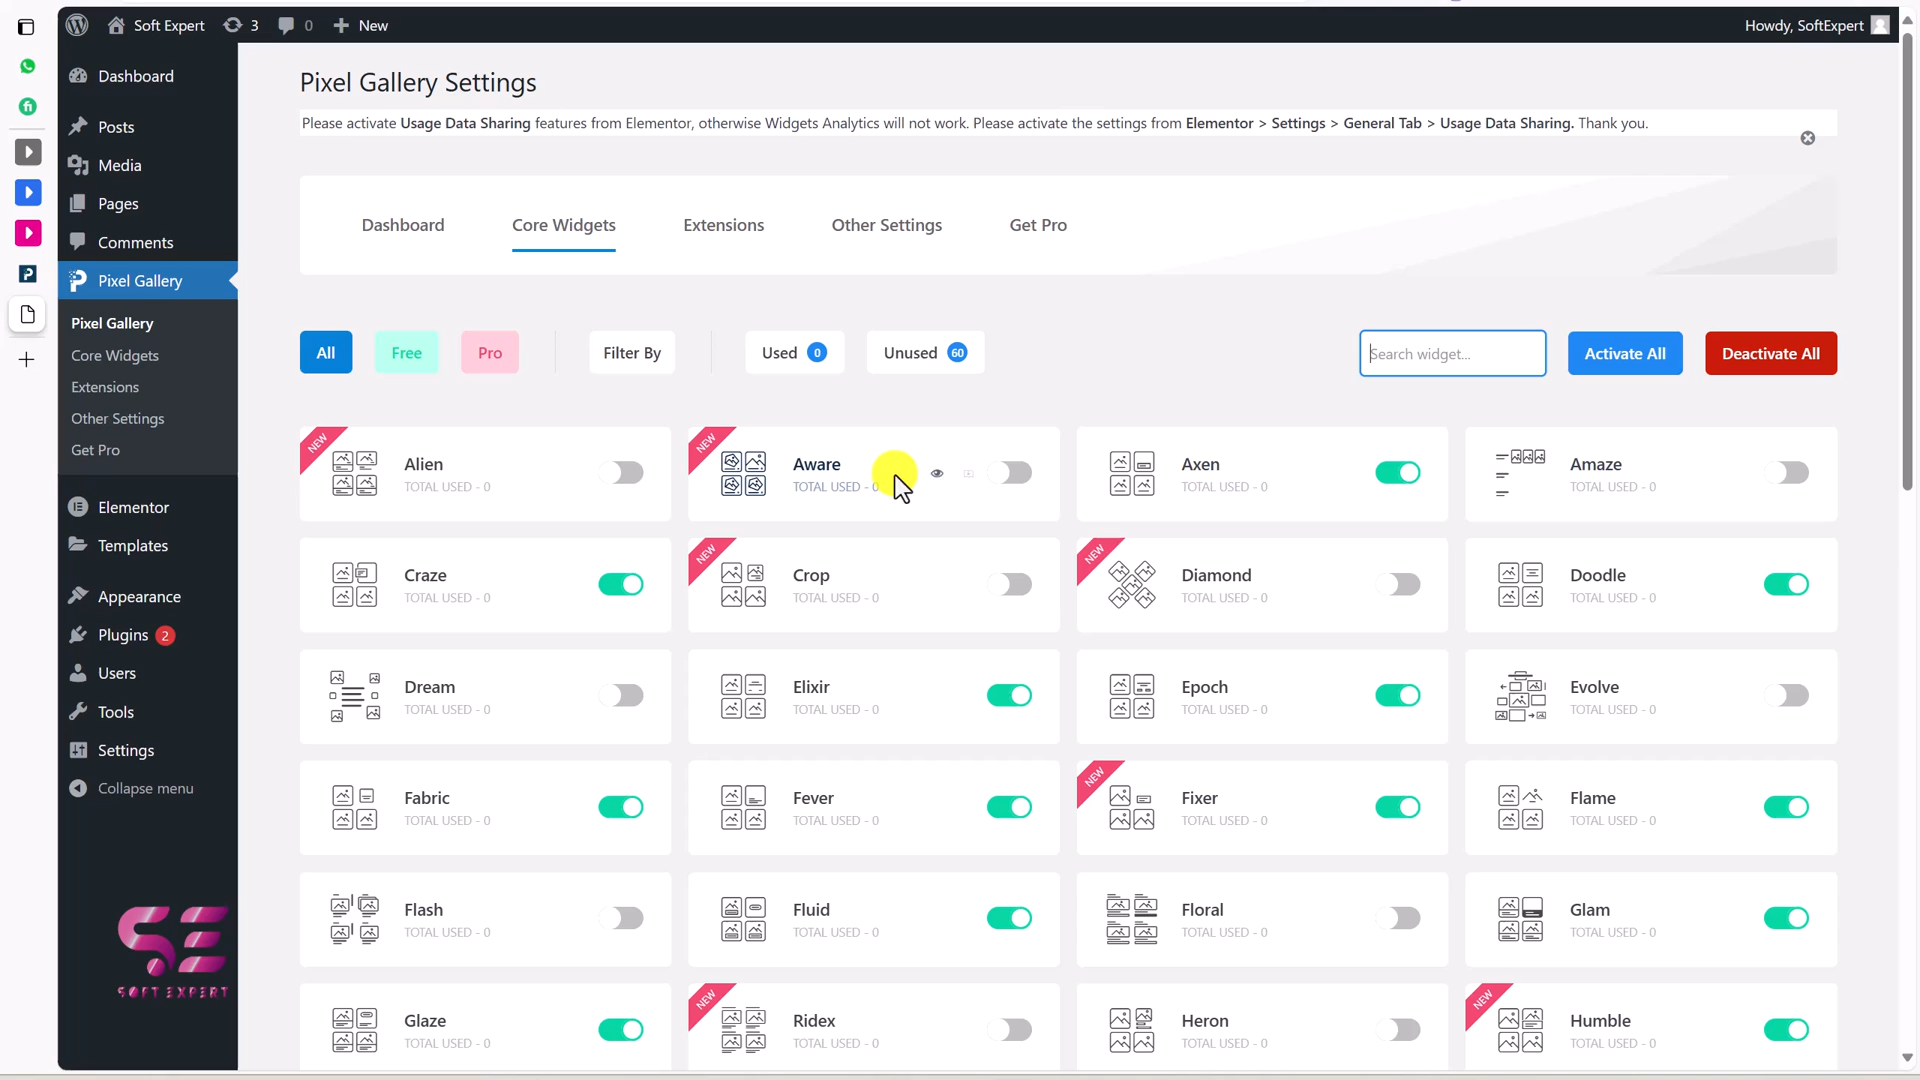 Soft Expert
3
0
New
Howdy, SoftExpert
Dashboard
Posts
Media
Pages
Comments
Pixel Gallery
Pixel Gallery
Core Widgets
Extensions
Other Settings
Get Pro
Elementor
Templates
Appearance
Plugins 2
Users
Tools
Settings
Collapse menu
SOFT EXPERT
Pixel Gallery Settings
Please activate Usage Data Sharing features from Elementor, otherwise Widgets Analytics will not work. Please activate the settings from Elementor > Settings > General Tab > Usage Data Sharing. Thank you.
Dashboard
Core Widgets
Extensions
Other Settings
Get Pro
All
Free
Pro
Filter By
Used 0
Unused 60
Search widget...
Activate All
Deactivate All
NEW
Alien
TOTAL USED - 0
NEW
Aware
TOTAL USED - 0
Axen
TOTAL USED - 0
Amaze
TOTAL USED - 0
Craze
TOTAL USED - 0
NEW
Crop
TOTAL USED - 0
NEW
Diamond
TOTAL USED - 0
Doodle
TOTAL USED - 0
Dream
TOTAL USED - 0
Elixir
TOTAL USED - 0
Epoch
TOTAL USED - 0
Evolve
TOTAL USED - 0
Fabric
TOTAL USED - 0
Fever
TOTAL USED - 0
NEW
Fixer
TOTAL USED - 0
Flame
TOTAL USED - 0
Flash
TOTAL USED - 0
Fluid
TOTAL USED - 0
Floral
TOTAL USED - 0
Glam
TOTAL USED - 0
Glaze
TOTAL USED - 0
NEW
Ridex
TOTAL USED - 0
Heron
TOTAL USED - 0
NEW
Humble
TOTAL USED - 0